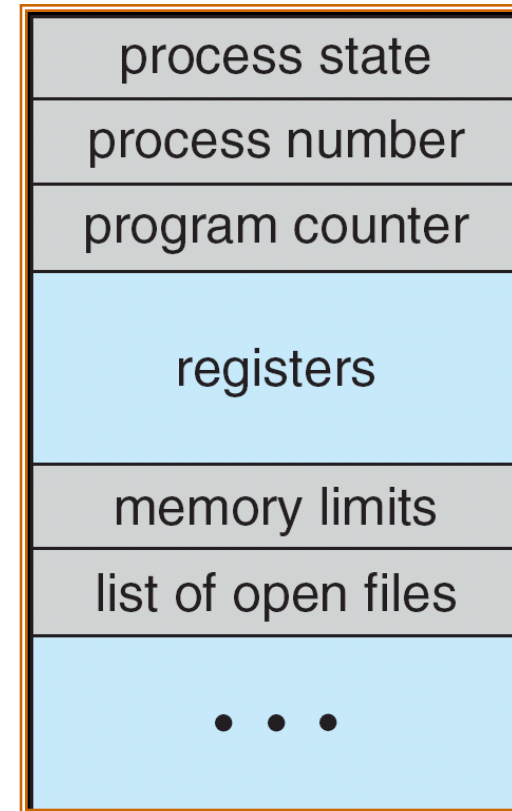 process state
process number
program counter
registers
memory limits
list of open files
• • •